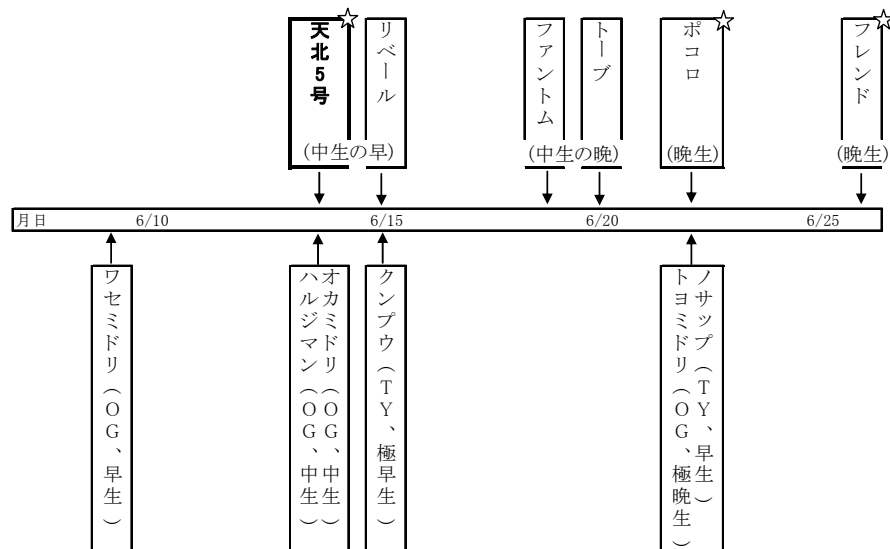 天北5号
リベール
(中生の早)
ファントム
トーブ
(中生の晩)
ポコロ
(晩生)
フレンド
(晩生)
月日 6/10 6/15 6/20 6/25
ワセミドリ(OG、早生)
オカミドリ(OG、中生)
ハルジマン(OG、中生)
クンプウ(TY、極早生)
ノサップ(TY、早生)
トヨミドリ(OG、極晩生)